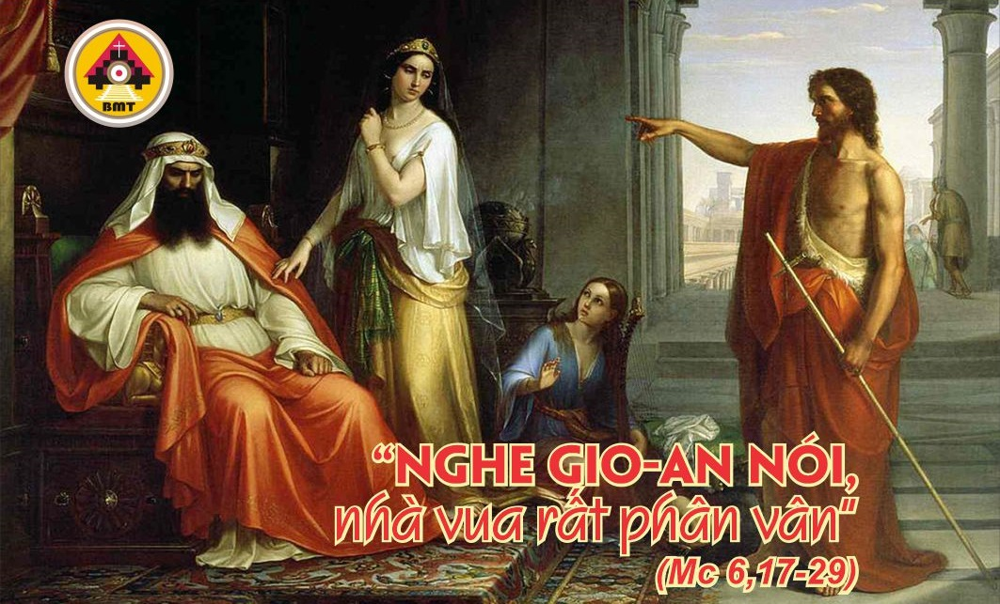 BMT
“NGHE GIO-AN NÓI,
nhà vua rất phân vân"
(Mc 6,17-29)